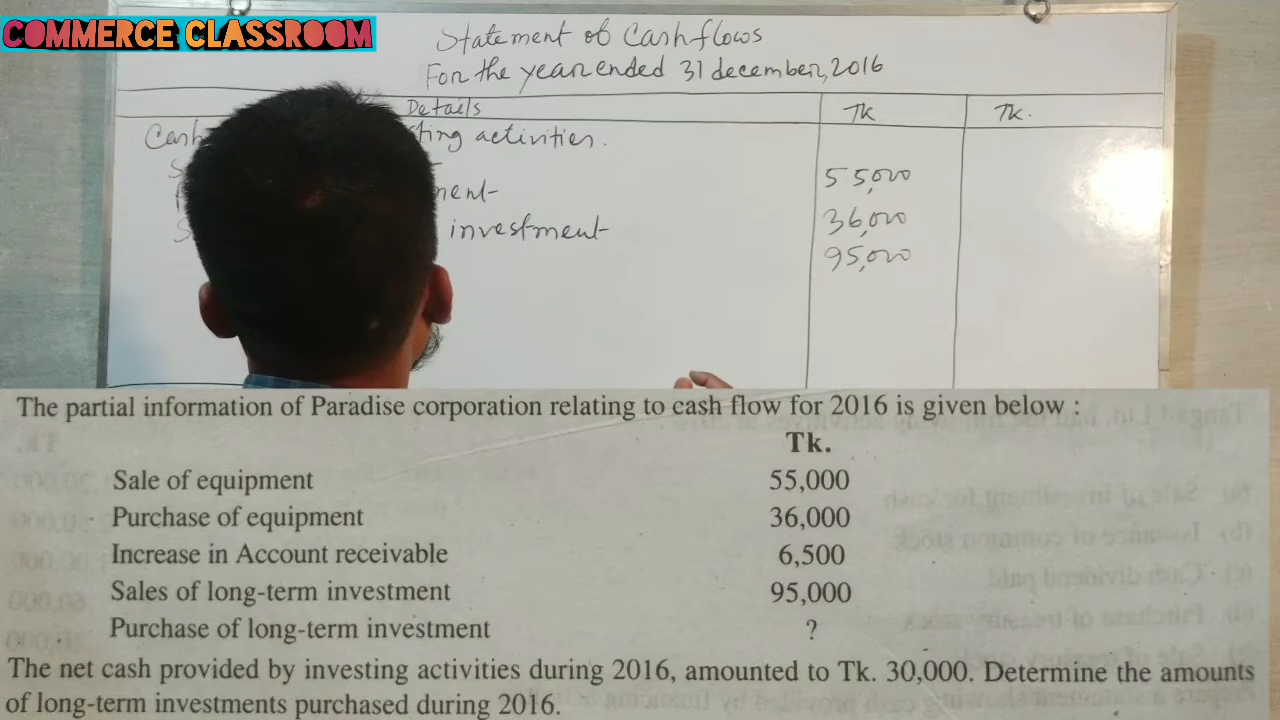 COMMERCE CLASSROOM
Statement of Cashflows
For the year ended 31 december, 2016
Details Tk Tk.
Cash ting activities.
55,000
ment 36,000
investment 95,000
The partial information of Paradise corporation relating to cash flow for 2016 is given below :
Tk.
Sale of equipment 55,000
Purchase of equipment 36,000
Increase in Account receivable 6,500
Sales of long-term investment 95,000
Purchase of long-term investment ?
The net cash provided by investing activities during 2016, amounted to Tk. 30,000. Determine the amounts
of long-term investments purchased during 2016.